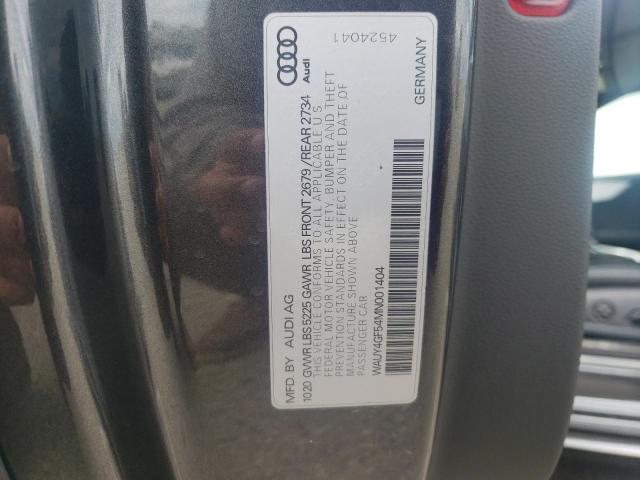 MFD. BY AUDI AG
10.20 GVWR LBS 5225 GAWR LBS FRONT 2679 / REAR 2734
THIS VEHICLE CONFORMS TO ALL APPLICABLE U.S.
FEDERAL MOTOR VEHICLE SAFETY, BUMPER AND THEFT
PREVENTION STANDARDS IN EFFECT ON THE DATE OF
MANUFACTURE SHOWN ABOVE
PASSENGER CAR
WAUY4GF54MN001404
Audi
4524041
GERMANY